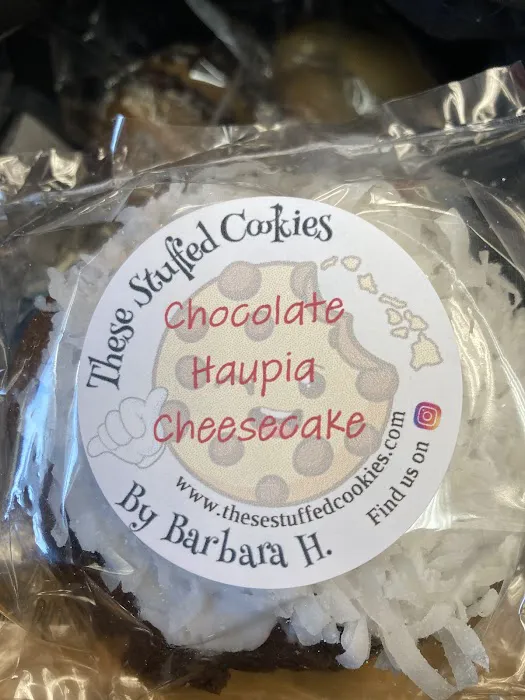 These Stuffed Cookies
Chocolate
Haupia
Cheesecake
www.thesestuffedcookies.com
Find us on
By Barbara H.